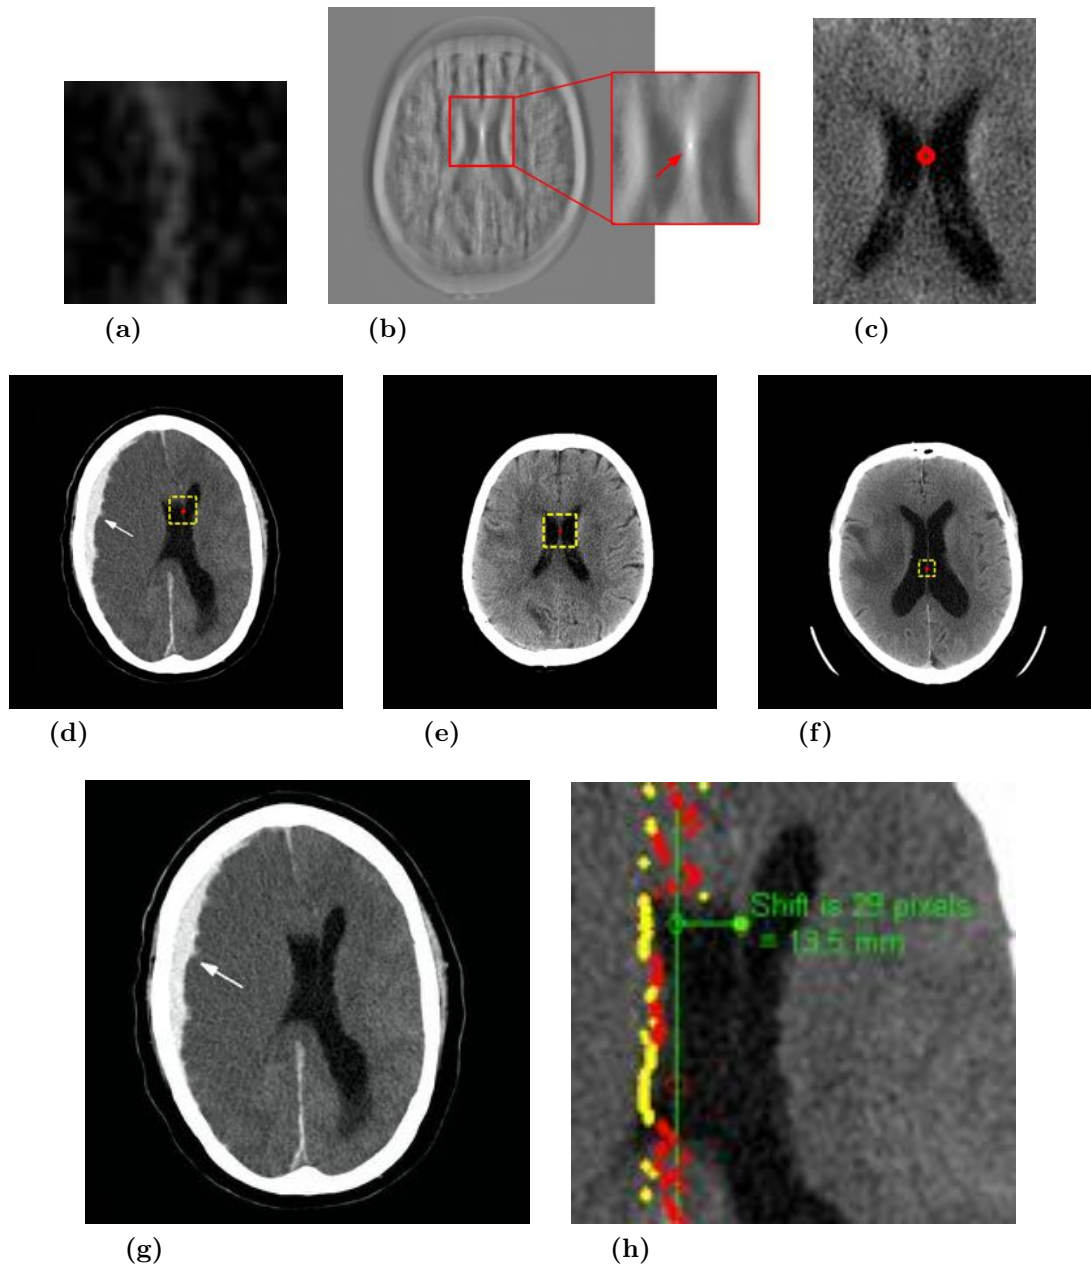 (a)
(b)
(c)
(d)
(e)
(f)
Shift is 29 pixels
= 13.5 mm
(g)
(h)